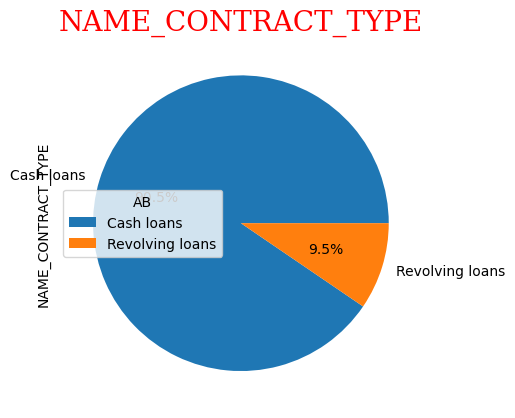 NAME_CONTRACT_TYPE
Cash loans
NAME_CONTRACT_TYPE
AB
Cash loans
Revolving loans
9.5%
Revolving loans